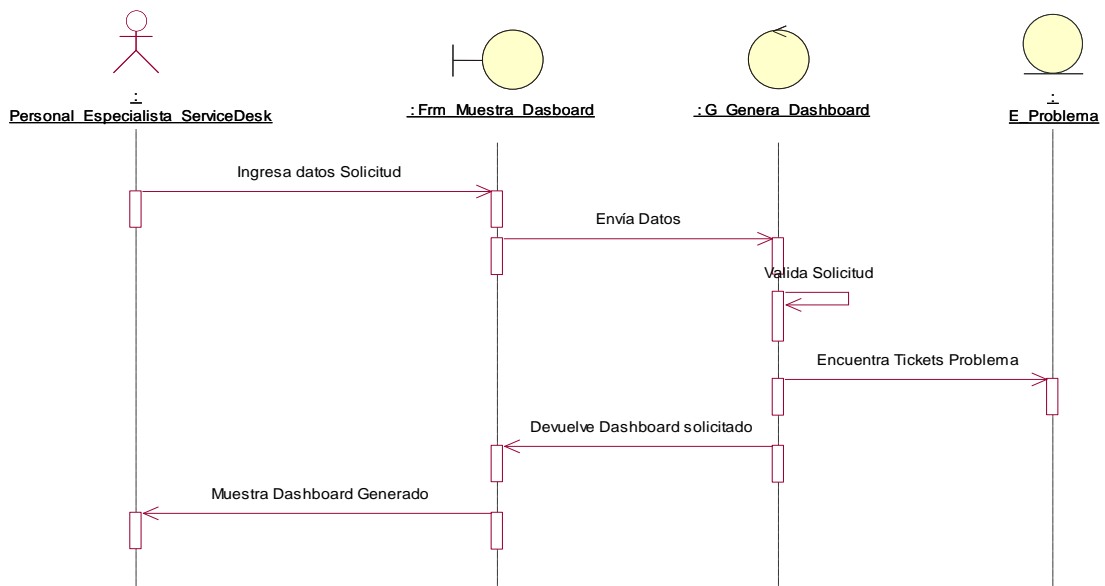 :
Personal_Especialista_ServiceDesk
: Frm_Muestra_Dasboard
: G_Genera_Dashboard
:
E_Problema
Ingresa datos Solicitud
Envía Datos
Valida Solicitud
Encuentra Tickets Problema
Devuelve Dashboard solicitado
Muestra Dashboard Generado